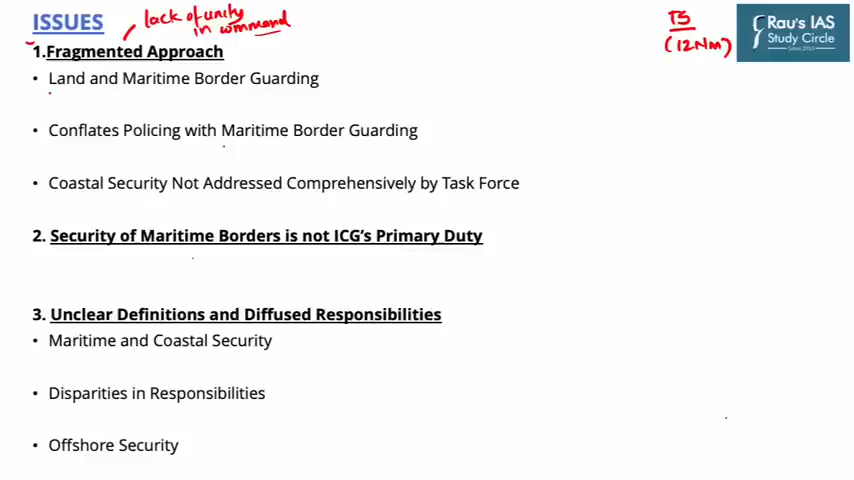 ISSUES
lack of unity
in command
TS
(12NM)
Rau's IAS
Study Circle
1.Fragmented Approach
• Land and Maritime Border Guarding
• Conflates Policing with Maritime Border Guarding
• Coastal Security Not Addressed Comprehensively by Task Force
2. Security of Maritime Borders is not ICG's Primary Duty
3. Unclear Definitions and Diffused Responsibilities
• Maritime and Coastal Security
• Disparities in Responsibilities
• Offshore Security